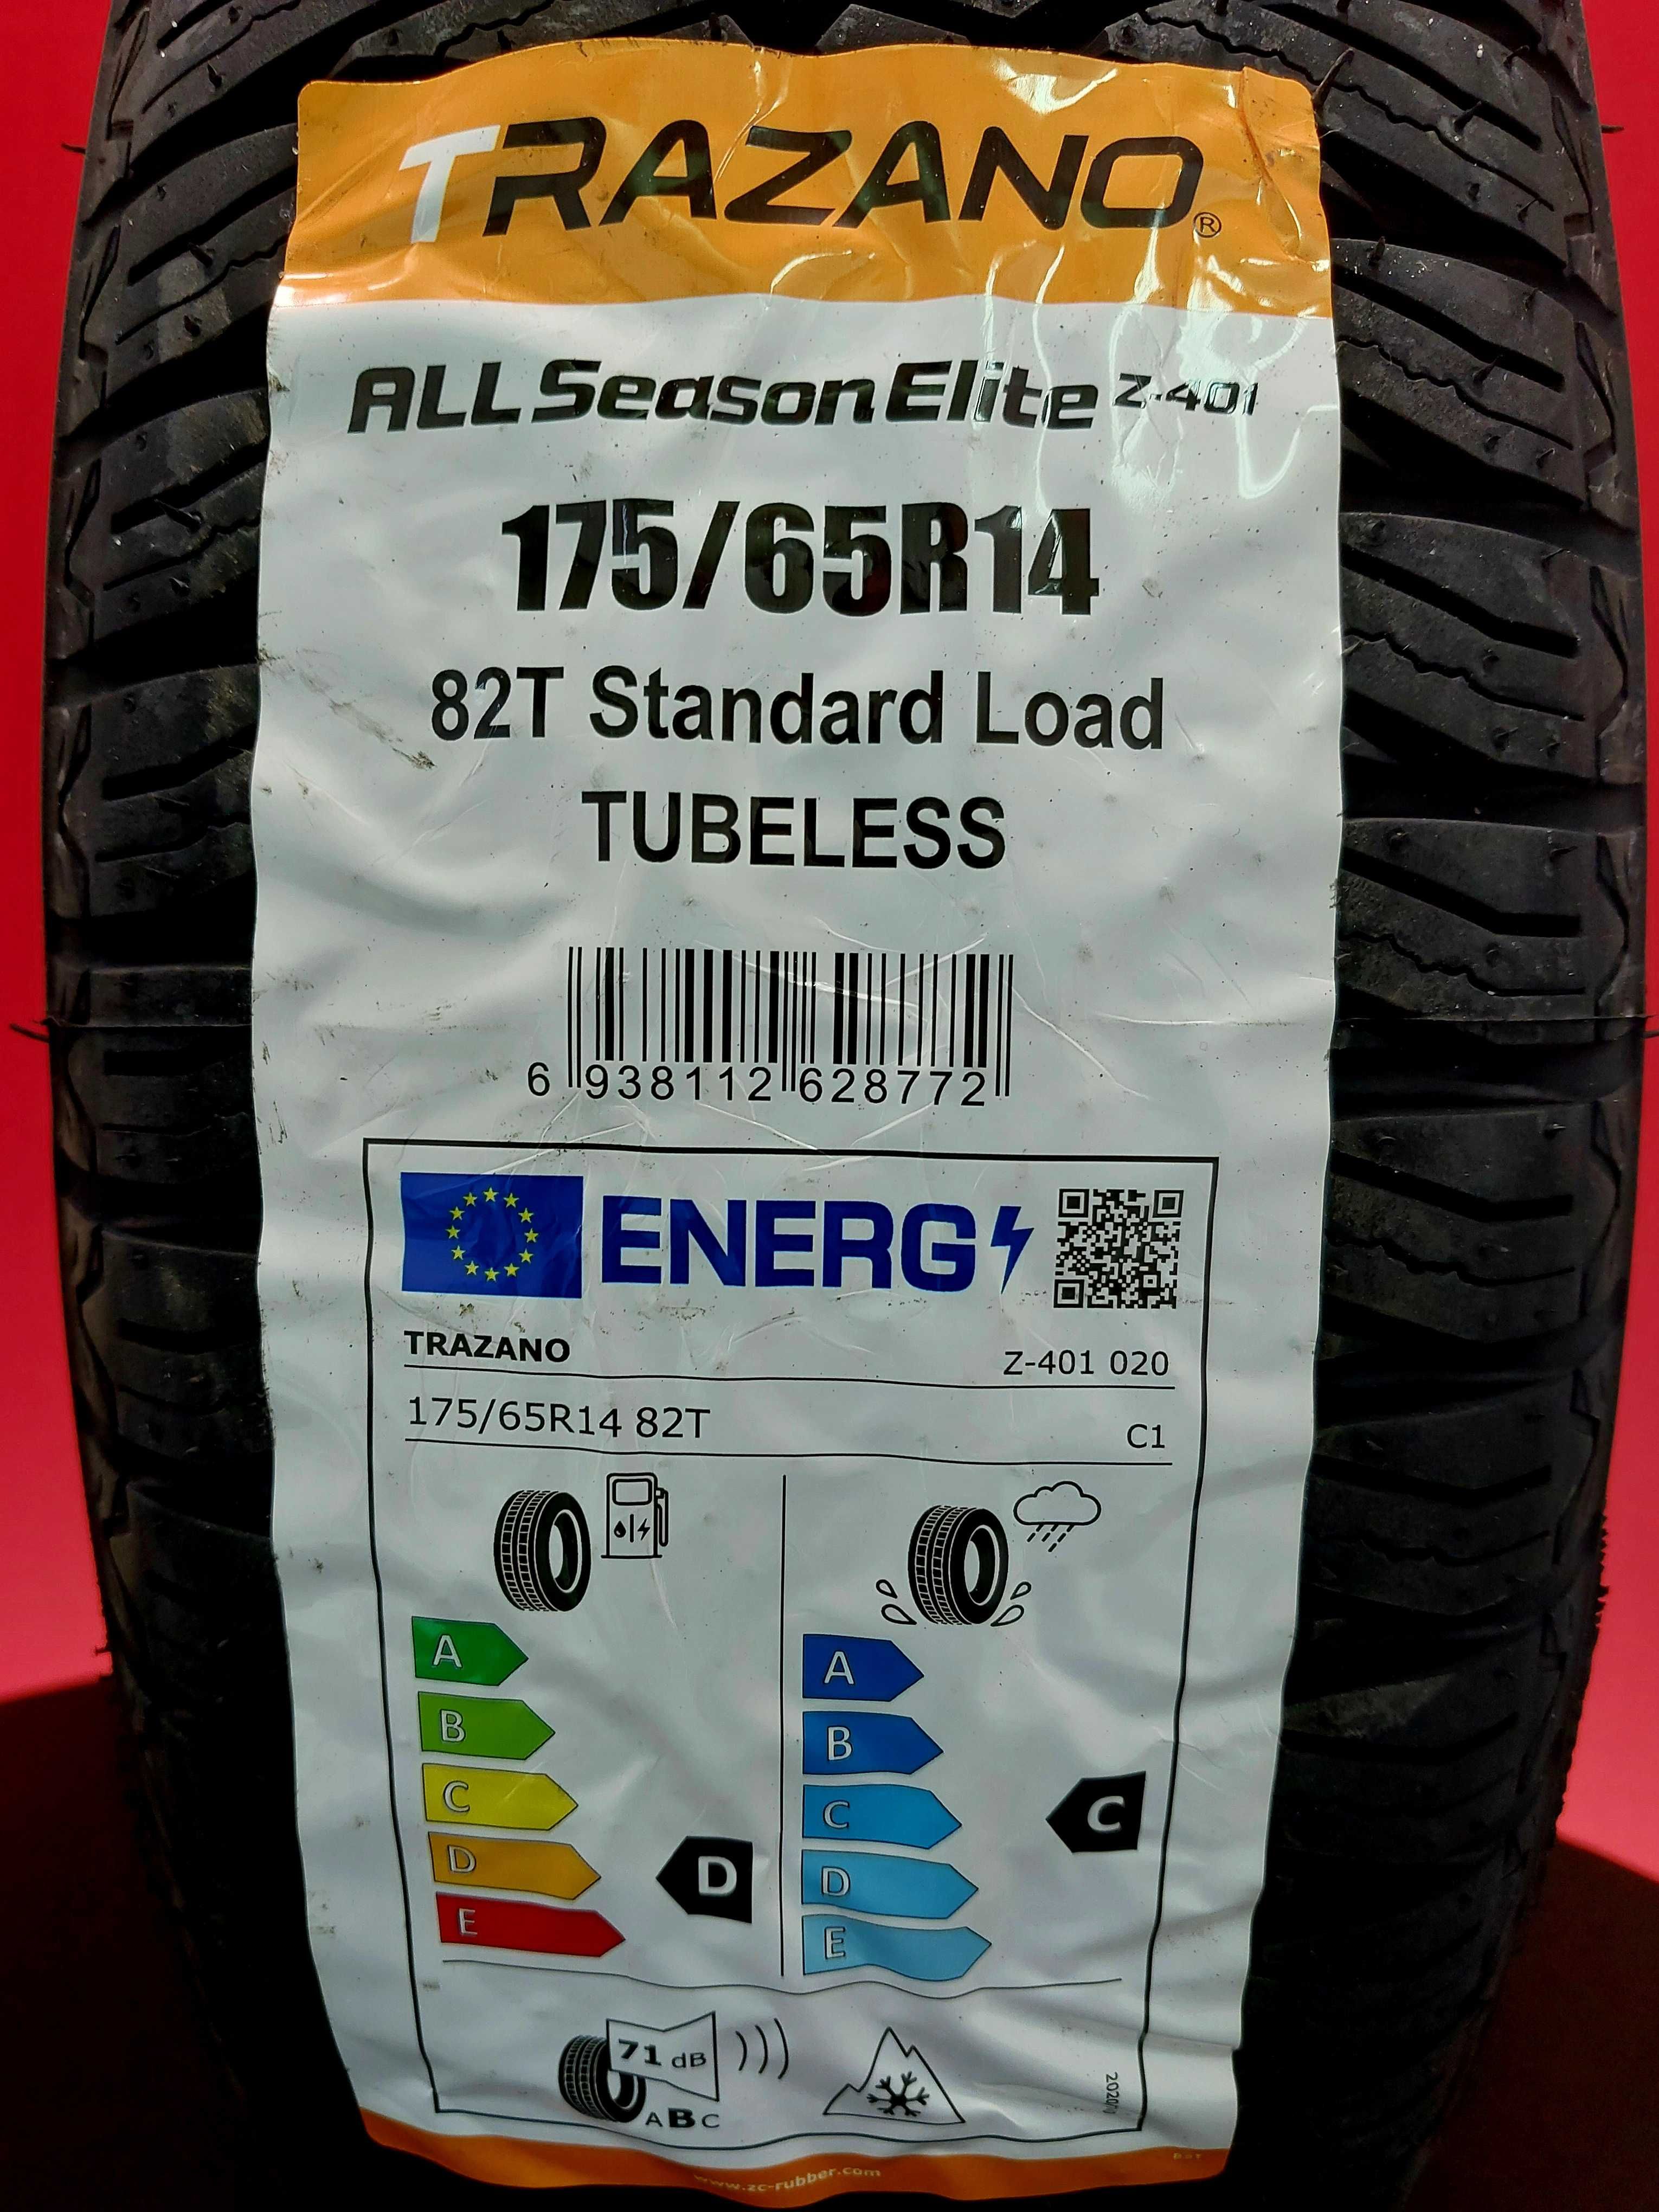 TRAZANO®
ALL Season Elite Z-401
175/65R14
82T Standard Load
TUBELESS
6 938112 628772
ENERG
TRAZANO Z-401 020
175/65R14 82T C1
A A
B B
C C C
D D D
E E
71 dB
ABC
www.zc-rubber.com